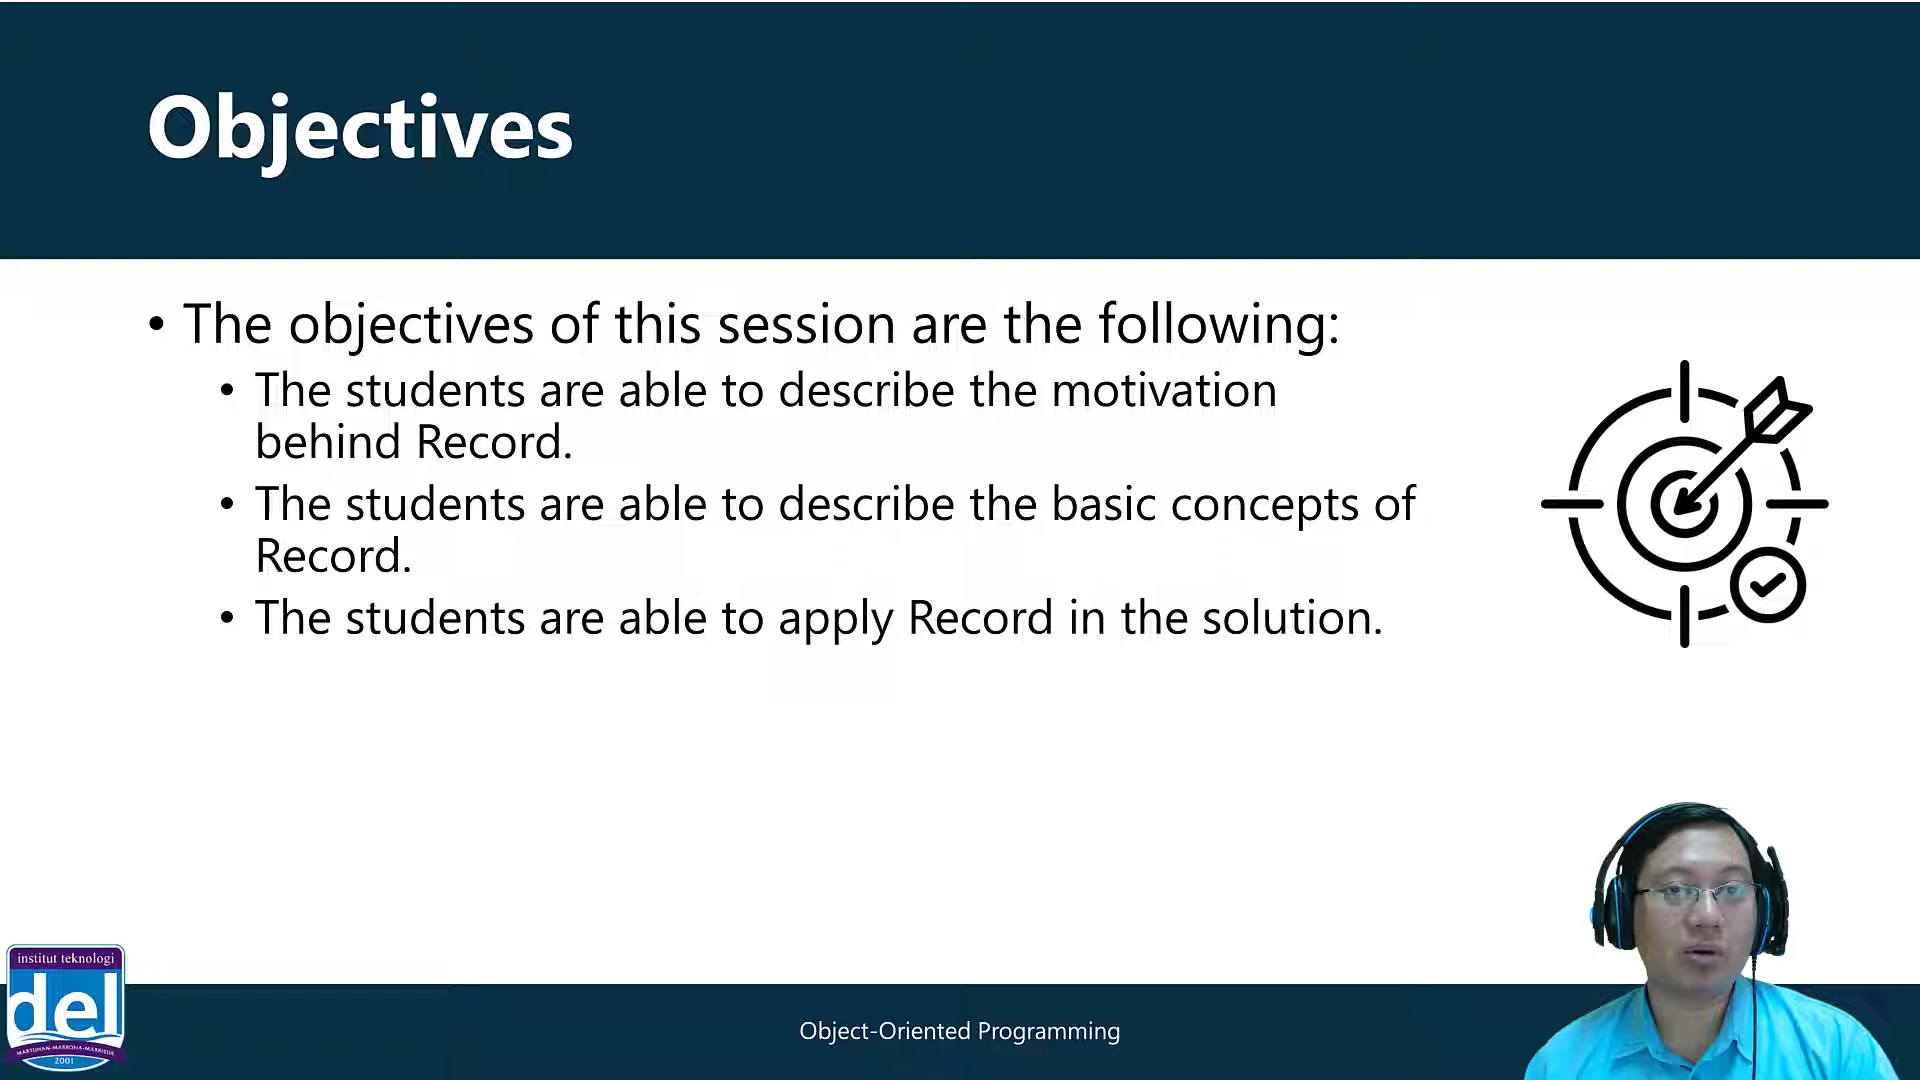 Objectives
• The objectives of this session are the following:
• The students are able to describe the motivation
behind Record.
• The students are able to describe the basic concepts of
Record.
• The students are able to apply Record in the solution.
institut teknologi
del
MARTUHAN-MARROHA-MARBISUK
2001
Object-Oriented Programming